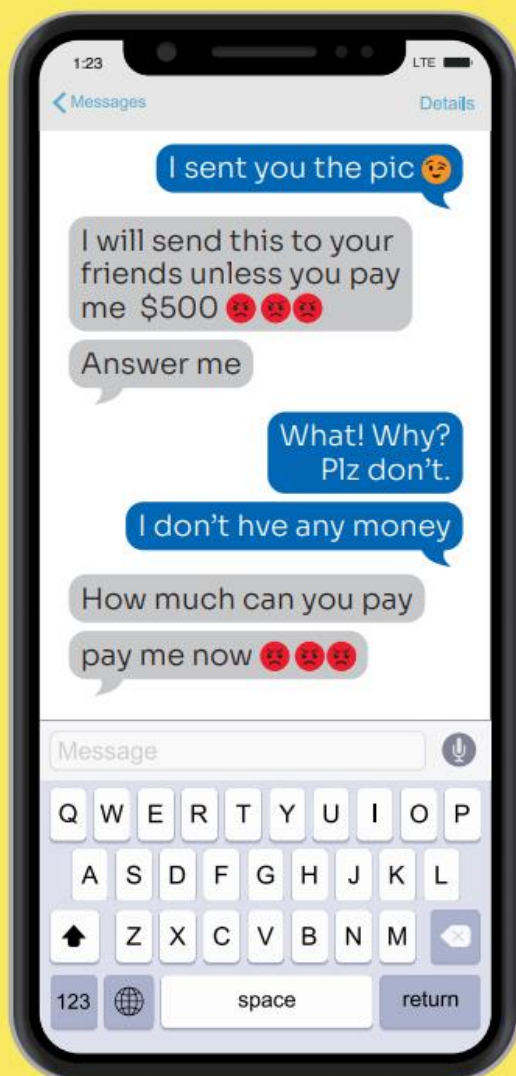 1:23
LTE
Messages
Details
I sent you the pic 😉
I will send this to your
friends unless you pay
me $500 😡😡😡
Answer me
What! Why?
Plz don’t.
I don’t hve any money
How much can you pay
pay me now 😡😡😡
Message
Q W E R T Y U I O P
A S D F G H J K L
Z X C V B N M
123 space return